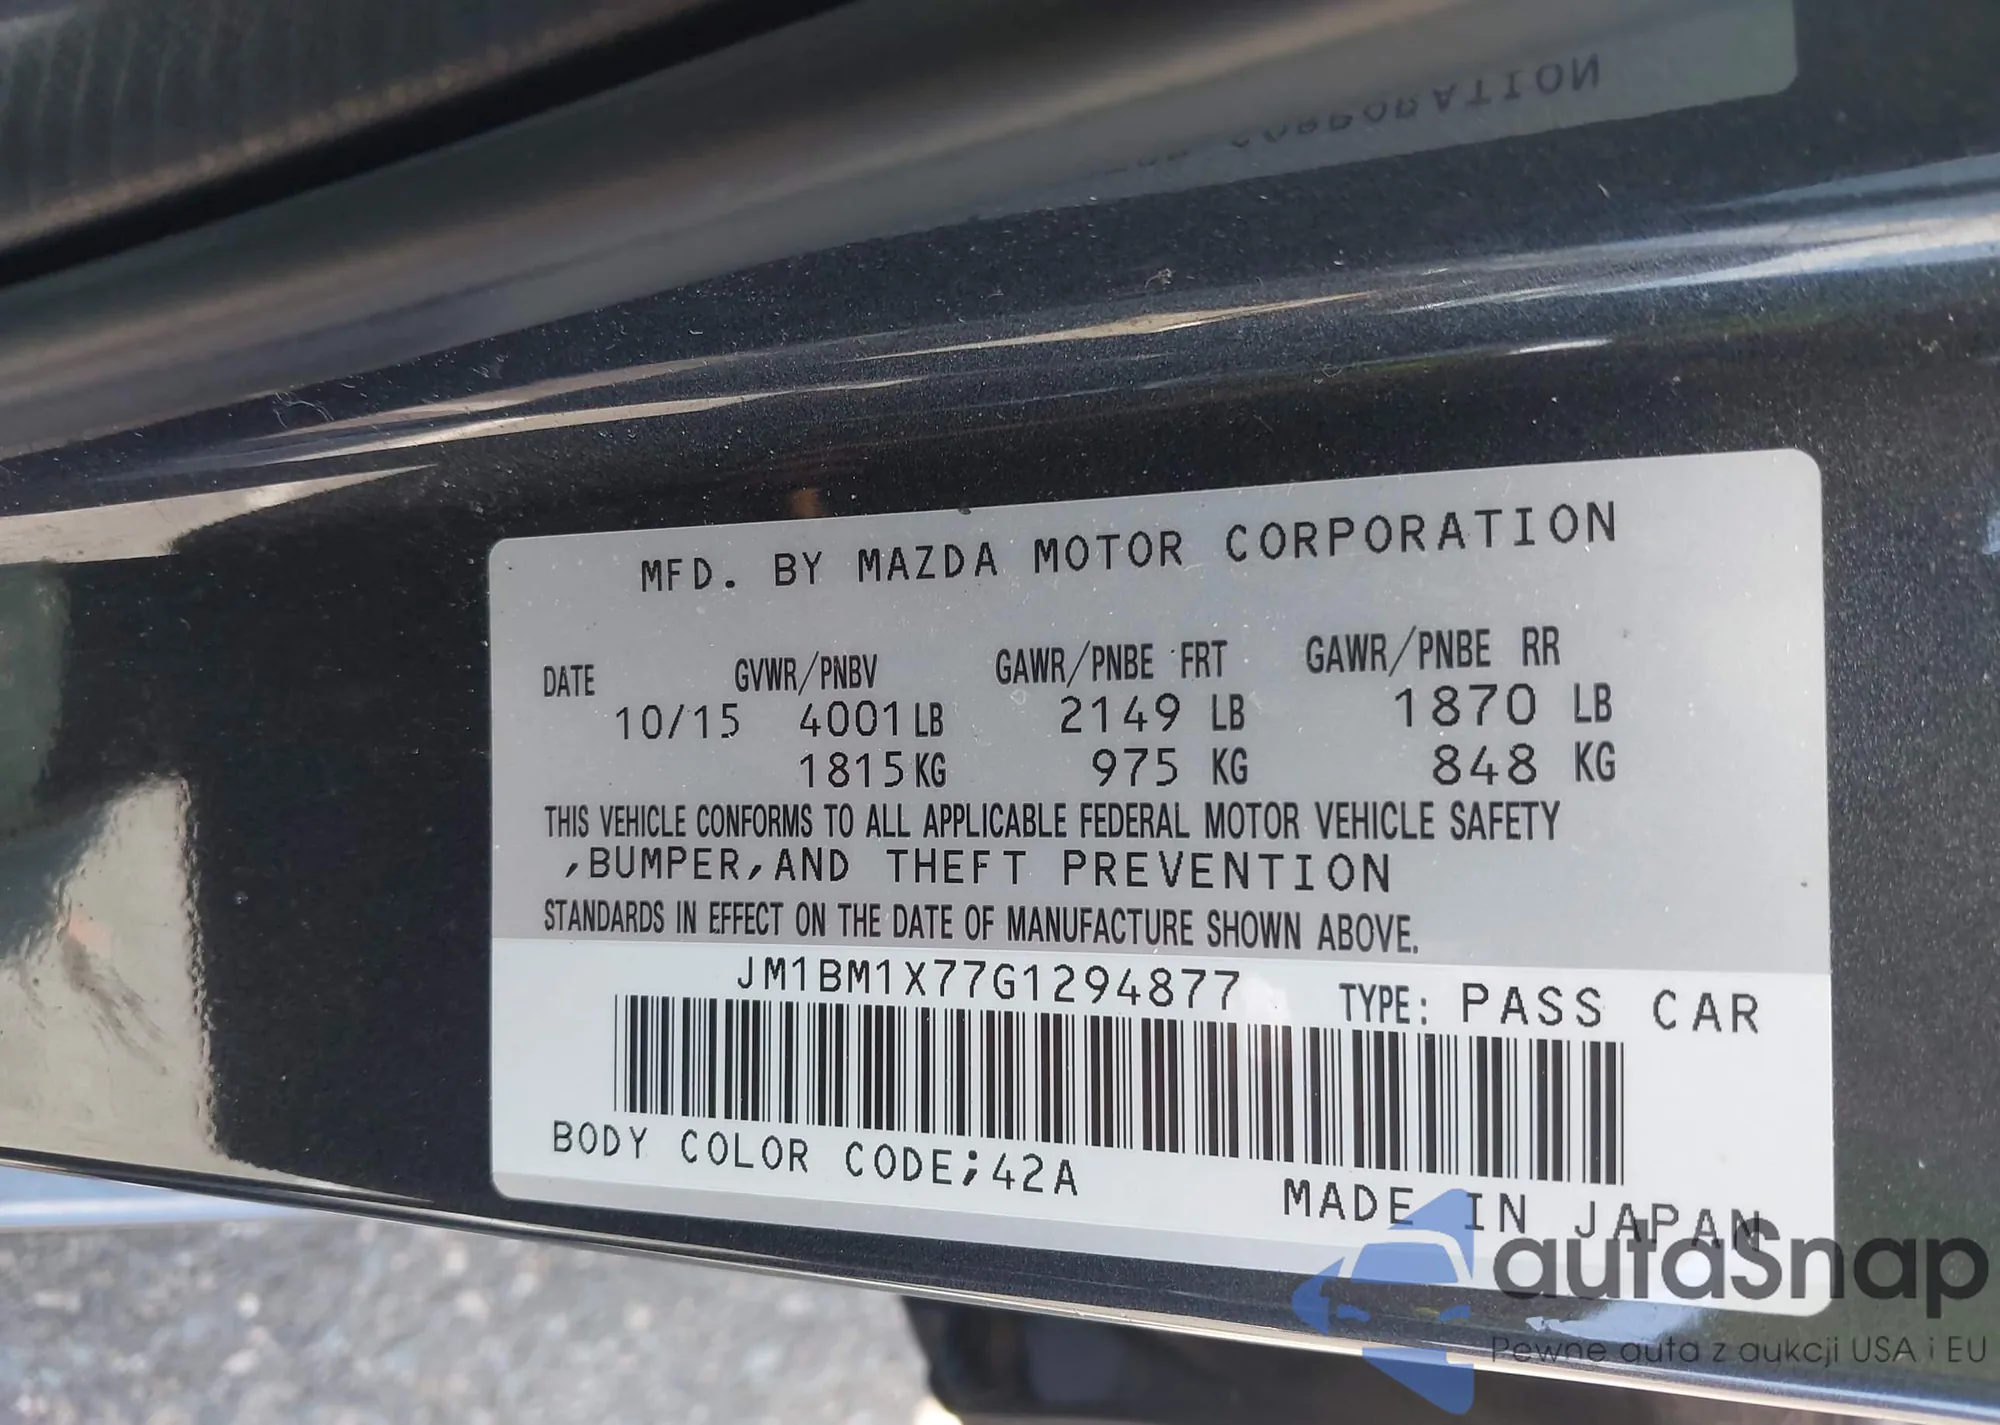 CORPORATION
MFD. BY MAZDA MOTOR CORPORATION
DATE GVWR/PNBV GAWR/PNBE FRT GAWR/PNBE RR
10/15 4001 LB 2149 LB 1870 LB
1815 KG 975 KG 848 KG
THIS VEHICLE CONFORMS TO ALL APPLICABLE FEDERAL MOTOR VEHICLE SAFETY
,BUMPER,AND THEFT PREVENTION
STANDARDS IN EFFECT ON THE DATE OF MANUFACTURE SHOWN ABOVE.
JM1BM1X77G1294877 TYPE: PASS CAR
BODY COLOR CODE;42A
MADE IN JAPAN
autaSnap
Pewne auta z aukcji USA i EU